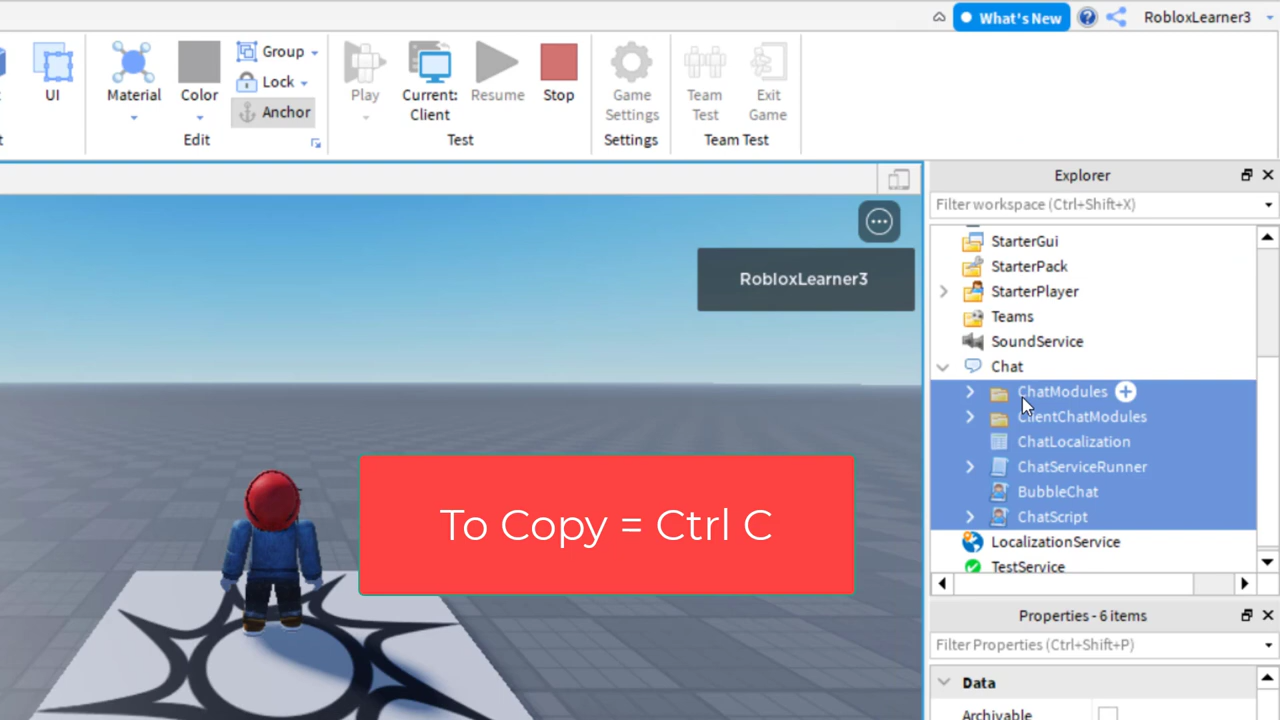 What's New
RobloxLearner3
UI
Material
Color
Group
Lock
Anchor
Edit
Play
Current:
Client
Resume
Stop
Test
Game
Settings
Settings
Team
Test
Exit
Game
Team Test
Explorer
Filter workspace (Ctrl+Shift+X)
StarterGui
StarterPack
StarterPlayer
Teams
SoundService
Chat
ChatModules
ClientChatModules
ChatLocalization
ChatServiceRunner
BubbleChat
ChatScript
LocalizationService
TestService
RobloxLearner3
To Copy = Ctrl C
Properties - 6 items
Filter Properties (Ctrl+Shift+P)
Data
Archivable